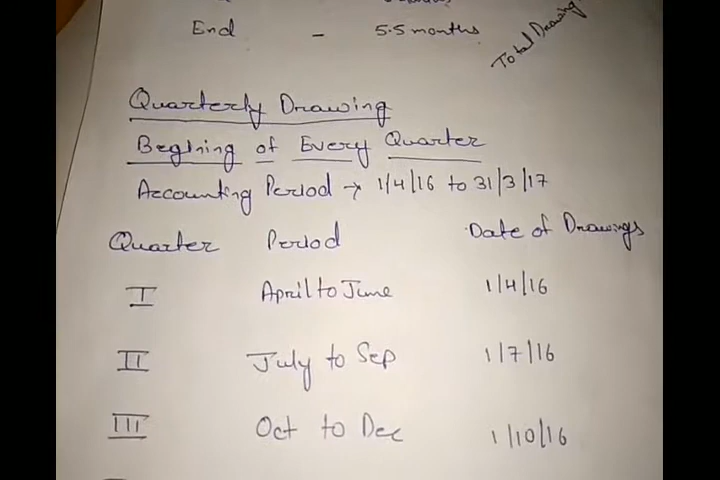 End - 5.5 months
Total Drawing
Quarterly Drawing
Begining of Every Quarter
Accounting Period → 1/4/16 to 31/3/17
Quarter Period Date of Drawings
I April to June 1/4/16
II July to Sep 1/7/16
III Oct to Dec 1/10/16